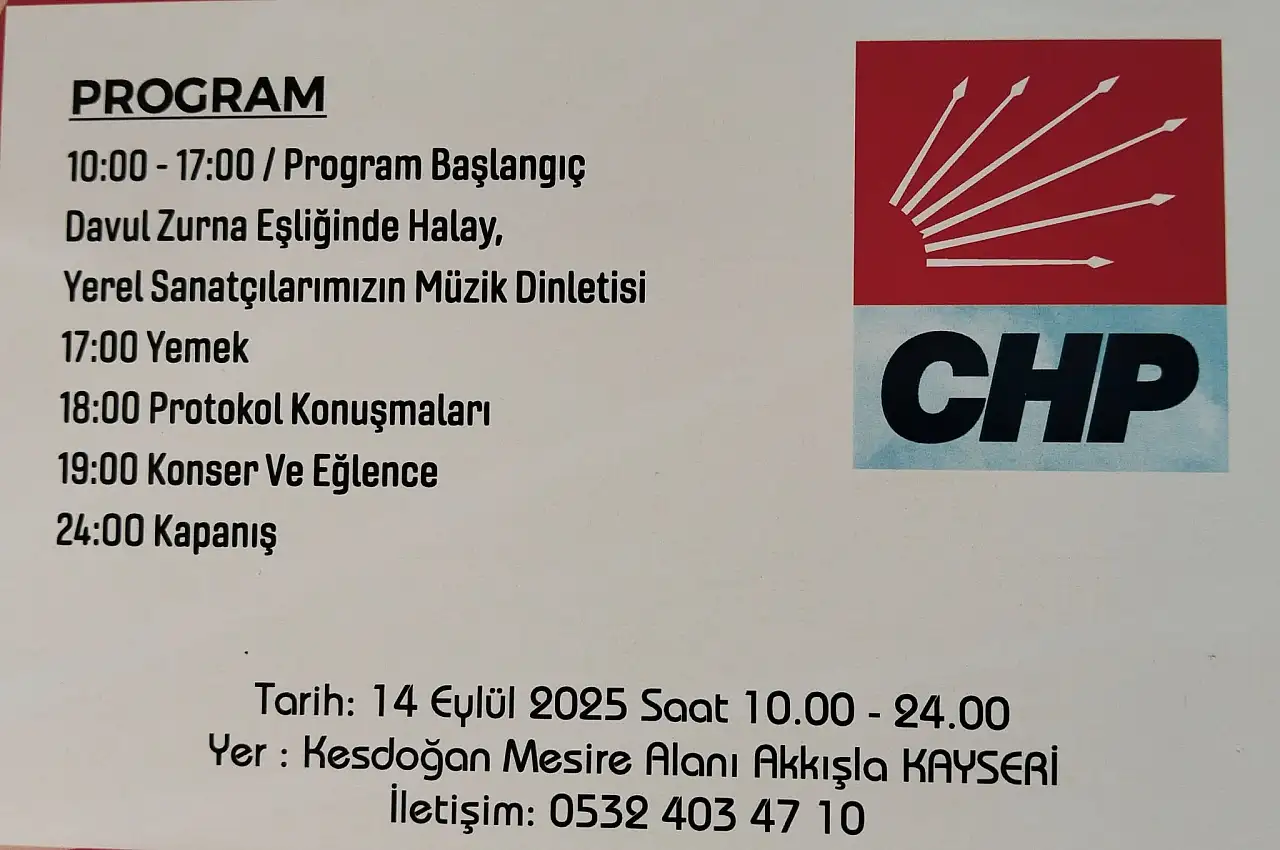 PROGRAM
10:00 - 17:00 / Program Başlangıç
Davul Zurna Eşliğinde Halay,
Yerel Sanatçılarımızın Müzik Dinletisi
17:00 Yemek
18:00 Protokol Konuşmaları
19:00 Konser Ve Eğlence
24:00 Kapanış
CHP
Tarih: 14 Eylül 2025 Saat 10.00 - 24.00
Yer : Kesdoğan Mesire Alanı Akkışla KAYSERİ
İletişim: 0532 403 47 10